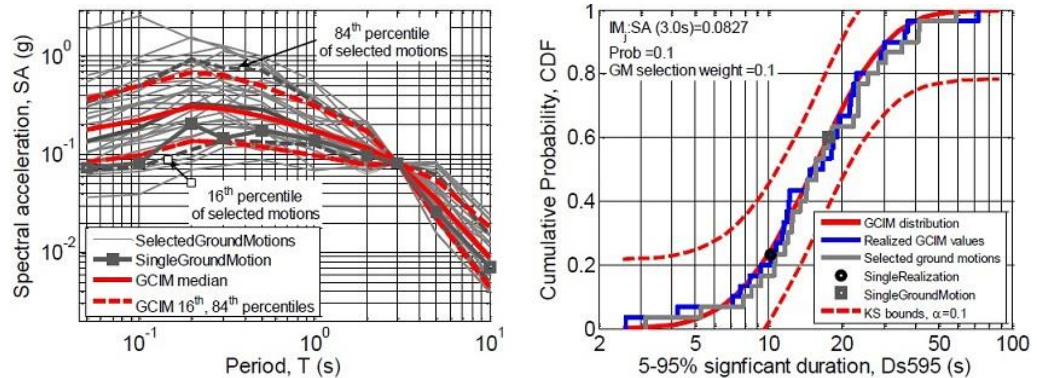 Spectral acceleration, SA (g)
10^0
10^-1
10^-2
84th percentile
of selected motions
16th percentile
of selected motions
SelectedGroundMotions
SingleGroundMotion
GCIM median
GCIM 16th, 84th percentiles
10^-1
10^0
10^1
Period, T (s)
Cumulative Probability, CDF
1
0.8
0.6
0.4
0.2
0
IMj:SA (3.0s)=0.0827
Prob =0.1
GM selection weight =0.1
GCIM distribution
Realized GCIM values
Selected ground motions
SingleRealization
SingleGroundMotion
KS bounds, α=0.1
2
5
10
20
50
100
5-95% signficant duration, Ds595 (s)